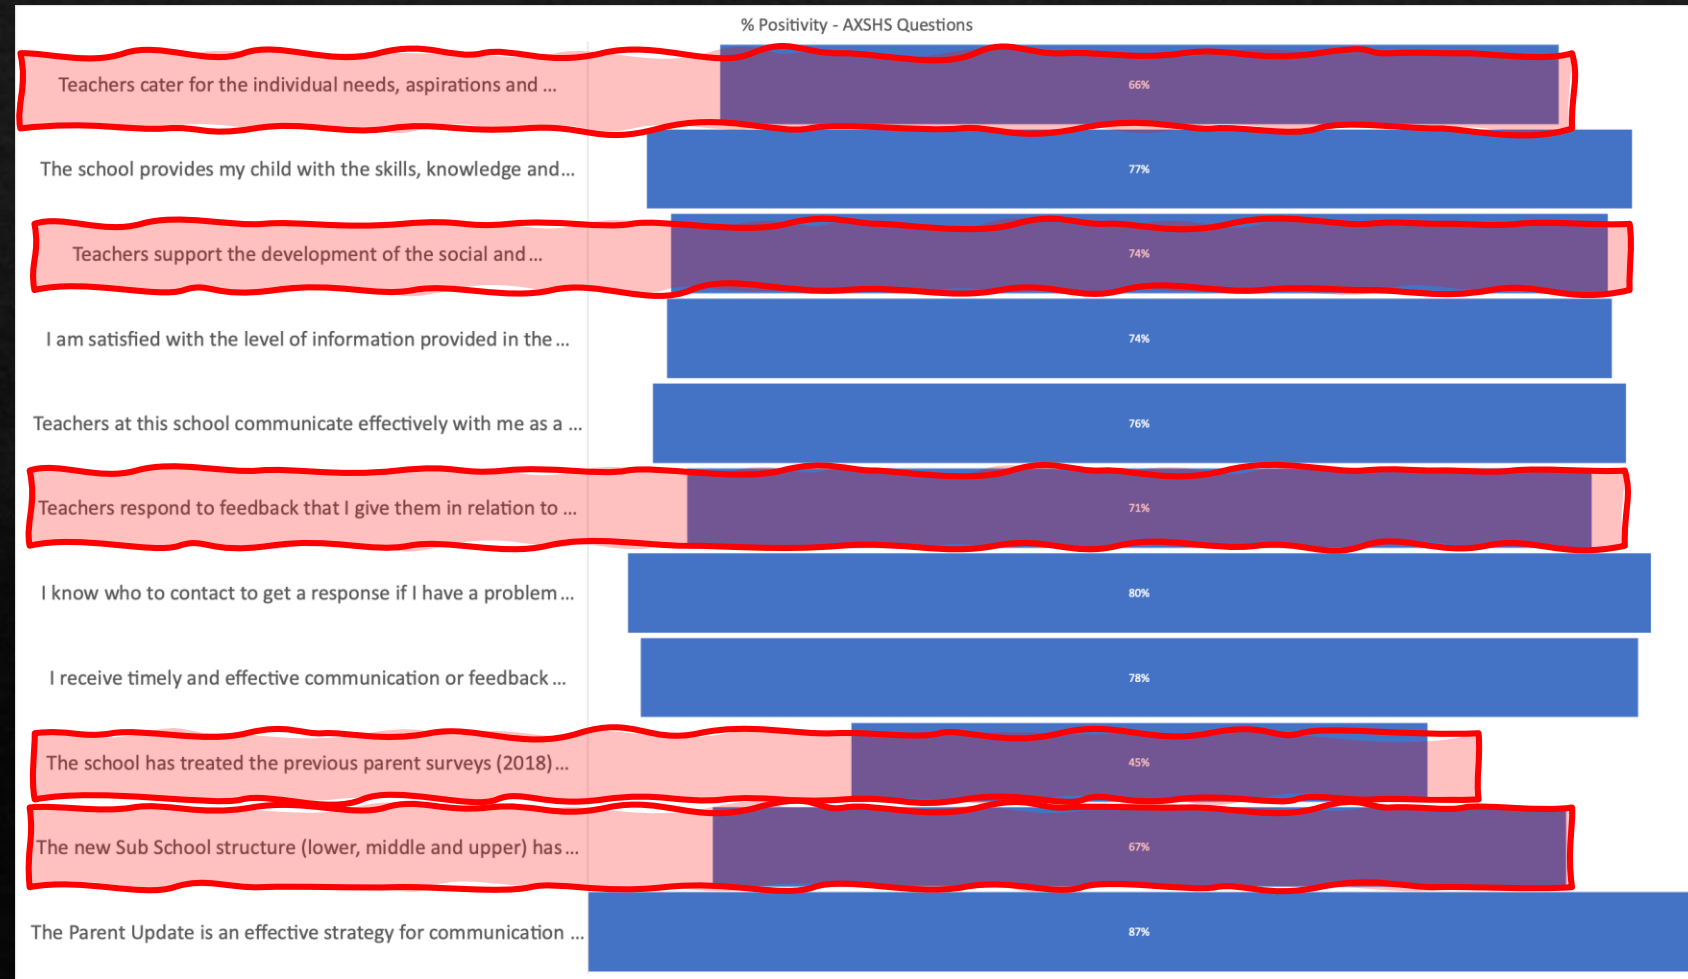 % Positivity - AXSHS Questions
Teachers cater for the individual needs, aspirations and ...
66%
The school provides my child with the skills, knowledge and...
77%
Teachers support the development of the social and ...
74%
I am satisfied with the level of information provided in the ...
74%
Teachers at this school communicate effectively with me as a ...
76%
Teachers respond to feedback that I give them in relation to ...
71%
I know who to contact to get a response if I have a problem ...
80%
I receive timely and effective communication or feedback ...
78%
The school has treated the previous parent surveys (2018)...
45%
The new Sub School structure (lower, middle and upper) has ...
67%
The Parent Update is an effective strategy for communication ...
87%